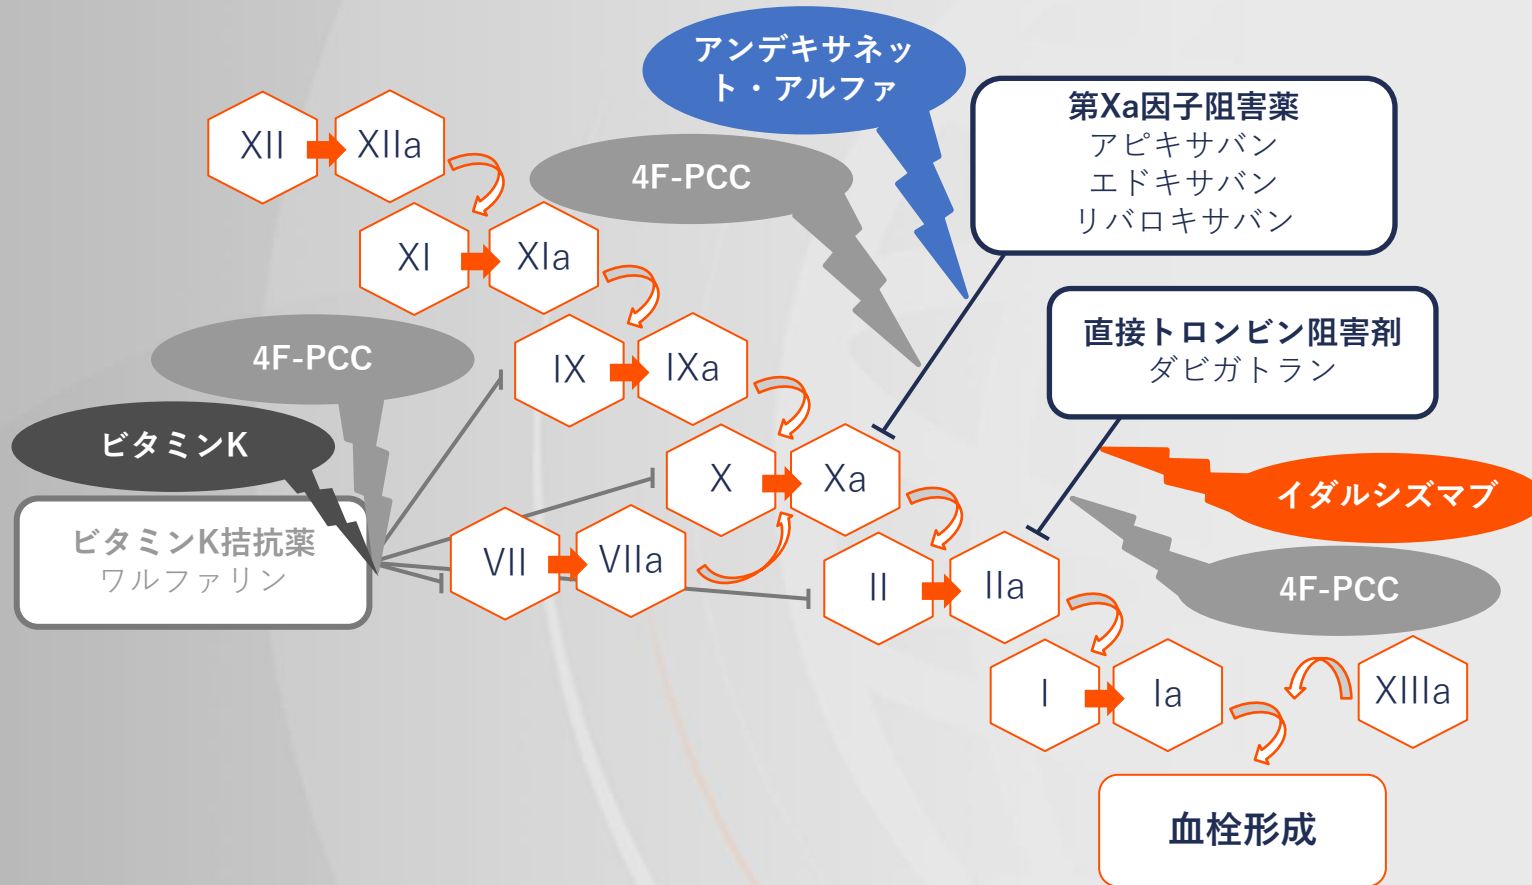 アンデキサネッ
ト・アルファ
第Xa因子阻害薬
アピキサバン
エドキサバン
リバロキサバン
XII
XIIa
4F-PCC
XI
XIa
直接トロンビン阻害剤
ダビガトラン
4F-PCC
IX
IXa
ビタミンK
X
Xa
イダルシズマブ
ビタミンK拮抗薬
ワルファリン
VII
VIIa
II
IIa
4F-PCC
I
Ia
XIIIa
血栓形成